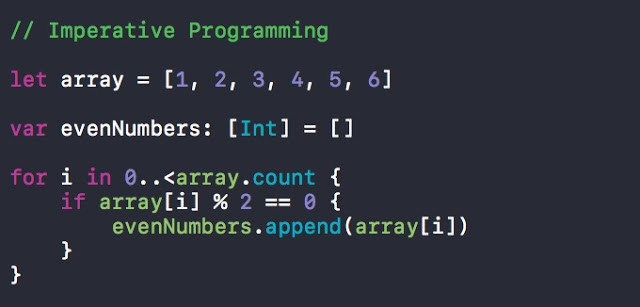 // Imperative Programming
let array = [1, 2, 3, 4, 5, 6]
var evenNumbers: [Int] = []
for i in 0..<array.count {
    if array[i] % 2 == 0 {
        evenNumbers.append(array[i])
    }
}